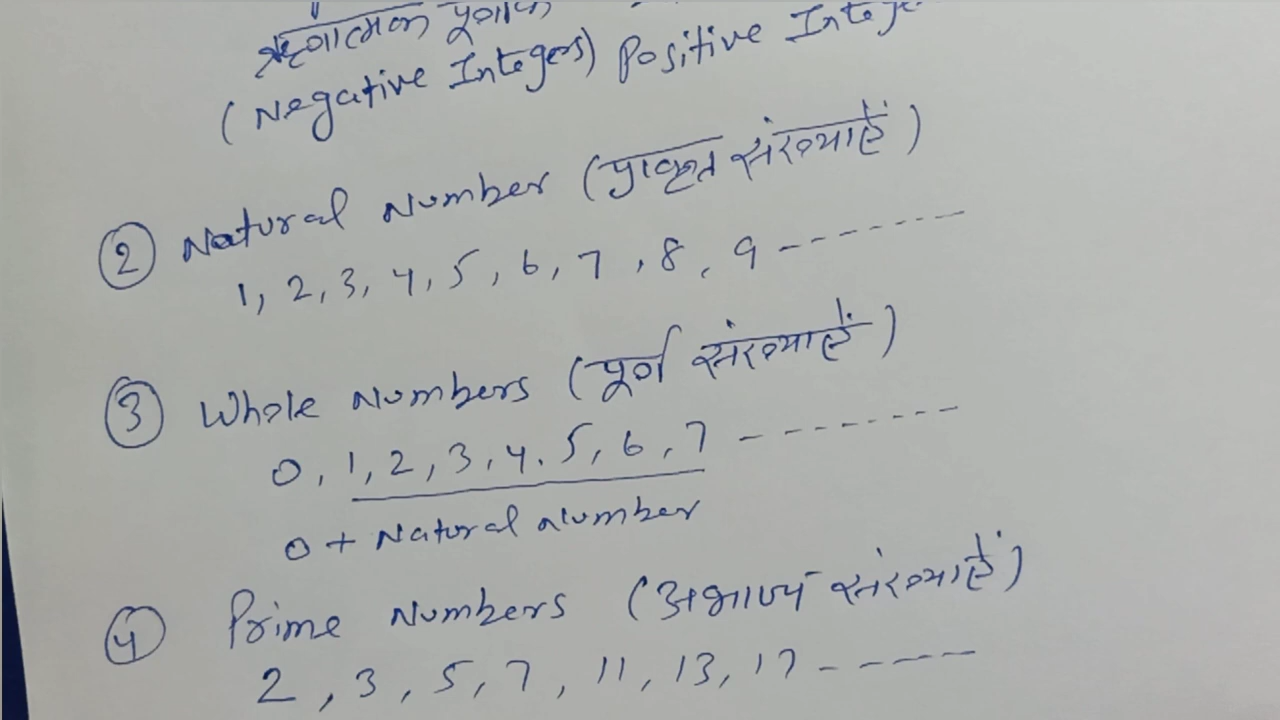 ऋणात्मक पूर्णांक
(Negative Integers) Positive
② Natural Number (प्राकृत संख्याएँ)
1, 2, 3, 4, 5, 6, 7, 8, 9 --------
③ Whole Numbers (पूर्ण संख्याएँ)
0, 1, 2, 3, 4, 5, 6, 7 --------
0 + Natural Number
④ Prime Numbers (अभाज्य संख्याएँ)
2, 3, 5, 7, 11, 13, 17 ------